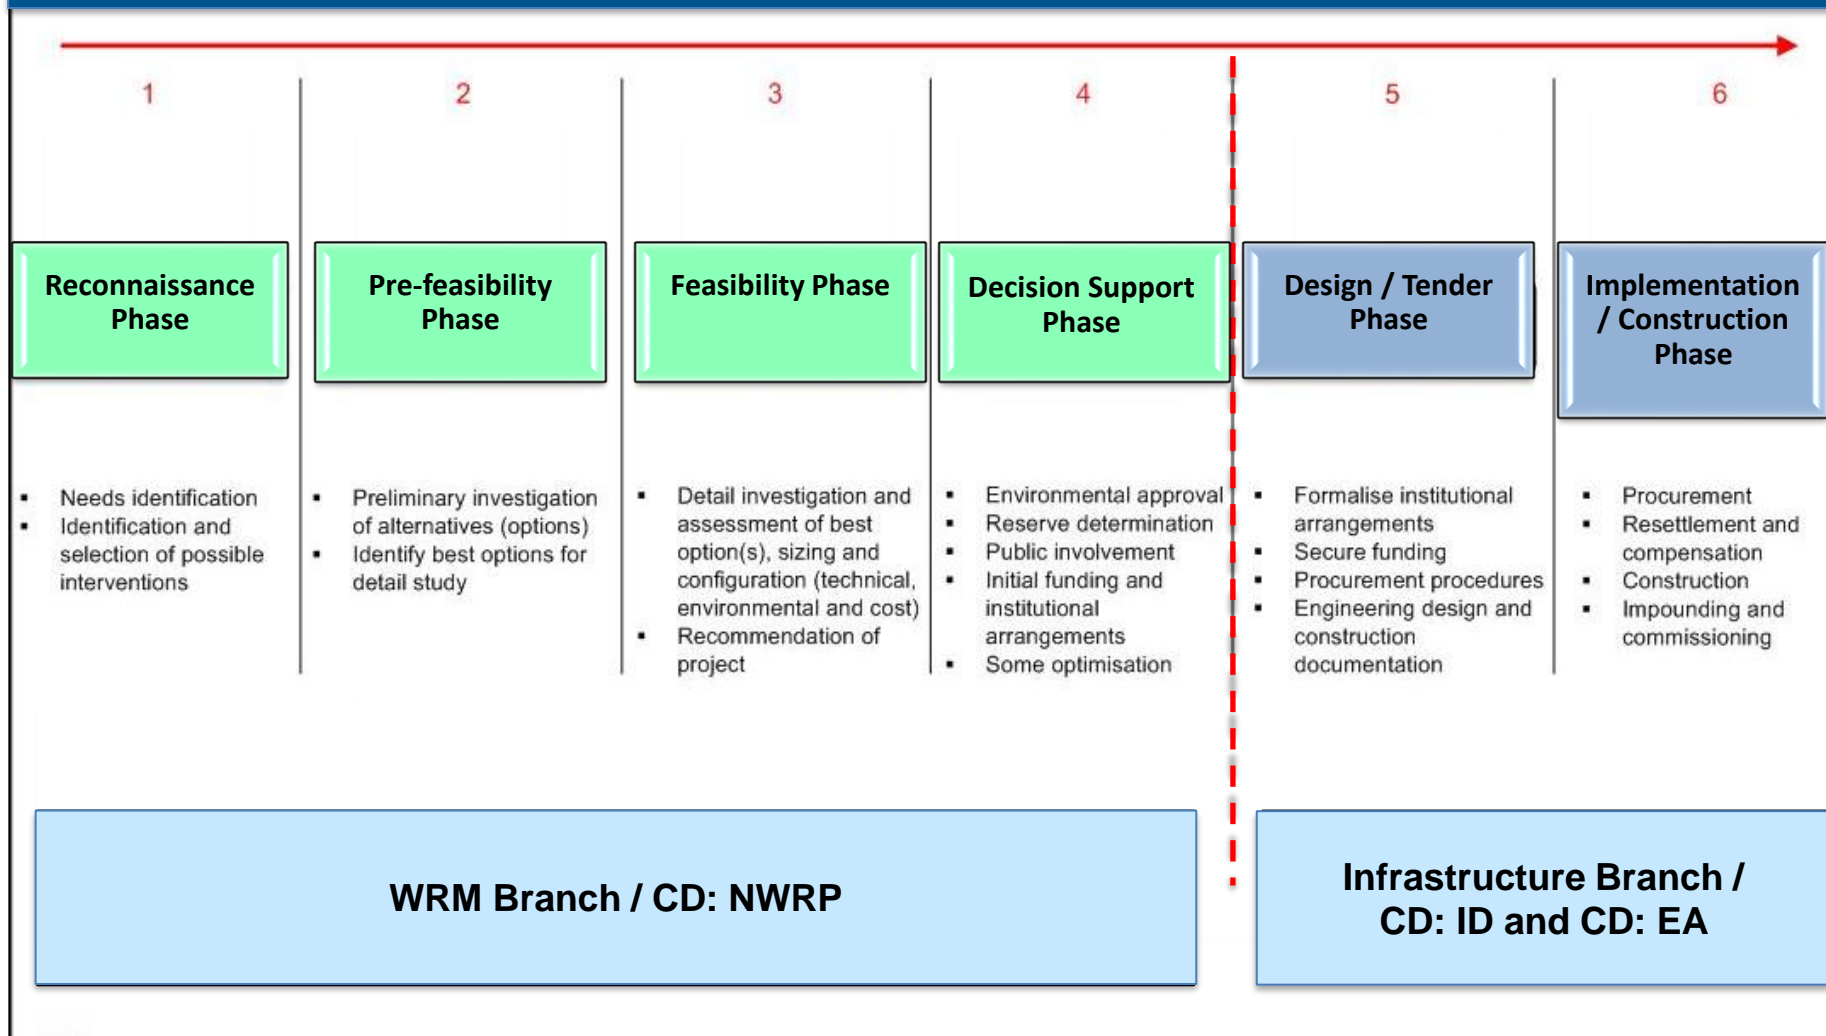 1
2
3
4
5
6
Reconnaissance
Phase
Pre-feasibility
Phase
Feasibility Phase
Decision Support
Phase
Design / Tender
Phase
Implementation
/ Construction
Phase
▪ Needs identification
▪ Identification and
selection of possible
interventions
▪ Preliminary investigation
of alternatives (options)
▪ Identify best options for
detail study
▪ Detail investigation and
assessment of best
option(s), sizing and
configuration (technical,
environmental and cost)
▪ Recommendation of
project
▪ Environmental approval
▪ Reserve determination
▪ Public involvement
▪ Initial funding and
institutional
arrangements
▪ Some optimisation
▪ Formalise institutional
arrangements
▪ Secure funding
▪ Procurement procedures
▪ Engineering design and
construction
documentation
▪ Procurement
▪ Resettlement and
compensation
▪ Construction
▪ Impounding and
commissioning
WRM Branch / CD: NWRP
Infrastructure Branch /
CD: ID and CD: EA